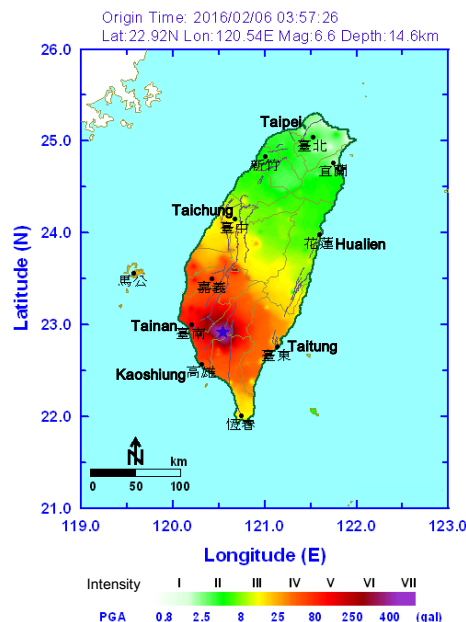 Origin Time: 2016/02/06 03:57:26
Lat:22.92N Lon:120.54E Mag:6.6 Depth:14.6km
26.0
25.0
24.0
23.0
22.0
21.0
Latitude (N)
Taipei
臺北
新竹
宜蘭
Taichung
臺中
花蓮 Hualien
馬公
嘉義
Tainan
臺南
Taitung
臺東
Kaoshiung
高雄
恆春
N
km
0 50 100
119.0 120.0 121.0 122.0 123.0
Longitude (E)
Intensity I II III IV V VI VII
PGA 0.8 2.5 8 25 80 250 400 (gal)